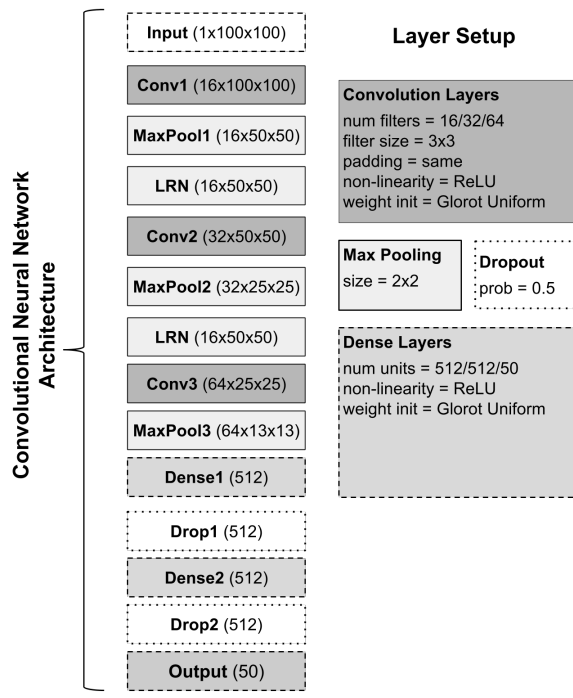 Convolutional Neural Network
Architecture
Input (1x100x100)
Conv1 (16x100x100)
MaxPool1 (16x50x50)
LRN (16x50x50)
Conv2 (32x50x50)
MaxPool2 (32x25x25)
LRN (16x50x50)
Conv3 (64x25x25)
MaxPool3 (64x13x13)
Dense1 (512)
Drop1 (512)
Dense2 (512)
Drop2 (512)
Output (50)
Layer Setup
Convolution Layers
num filters = 16/32/64
filter size = 3x3
padding = same
non-linearity = ReLU
weight init = Glorot Uniform
Max Pooling
size = 2x2
Dropout
prob = 0.5
Dense Layers
num units = 512/512/50
non-linearity = ReLU
weight init = Glorot Uniform